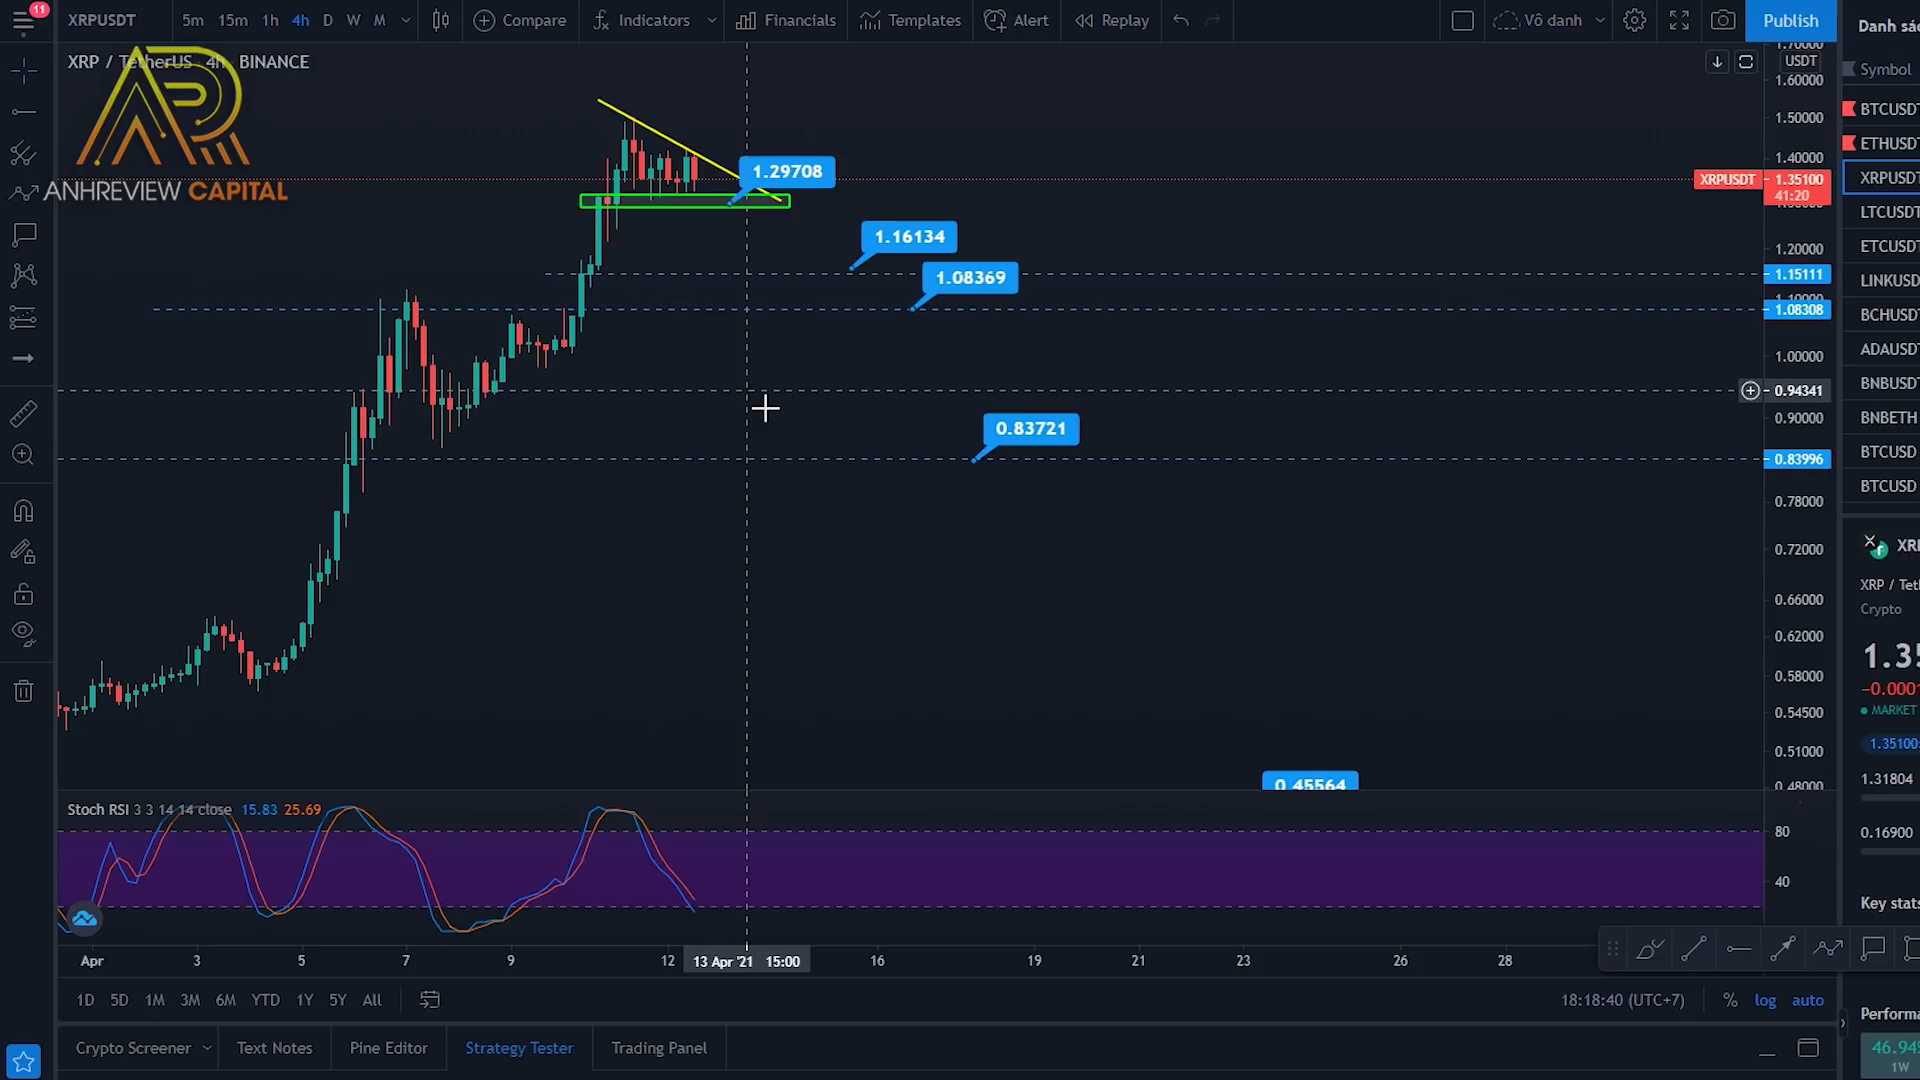 11
XRPUSDT 5m 15m 1h 4h D W M Compare Indicators Financials Templates Alert Replay Vô danh Publish
XRP / TetherUS 4h BINANCE
ANHREVIEW CAPITAL
1.29708
1.16134
1.08369
0.83721
0.45564
USDT
1.70000
1.60000
1.50000
1.40000
XRPUSDT 1.35100
41:20
1.20000
1.15111
1.10000
1.08308
1.00000
0.94341
0.90000
0.83996
0.78000
0.72000
0.66000
0.62000
0.58000
0.54500
0.51000
0.48000
Stoch RSI 3 3 14 14 close 15.83 25.69
80
40
Apr 3 5 7 9 12 13 Apr '21 15:00 16 19 21 23 26 28
1D 5D 1M 3M 6M YTD 1Y 5Y All
18:18:40 (UTC+7) % log auto
Crypto Screener Text Notes Pine Editor Strategy Tester Trading Panel
Danh sác
Symbol
BTCUSDT
ETHUSDT
XRPUSDT
LTCUSDT
ETCUSDT
LINKUSD
BCHUSDT
ADAUSDT
BNBUSDT
BNBETH
BTCUSD
BTCUSD
XRP
XRP / Tet
Crypto
1.35
−0.0001
MARKET
1.35100
1.31804
0.16900
Key stats
Performa
46.94%
1W